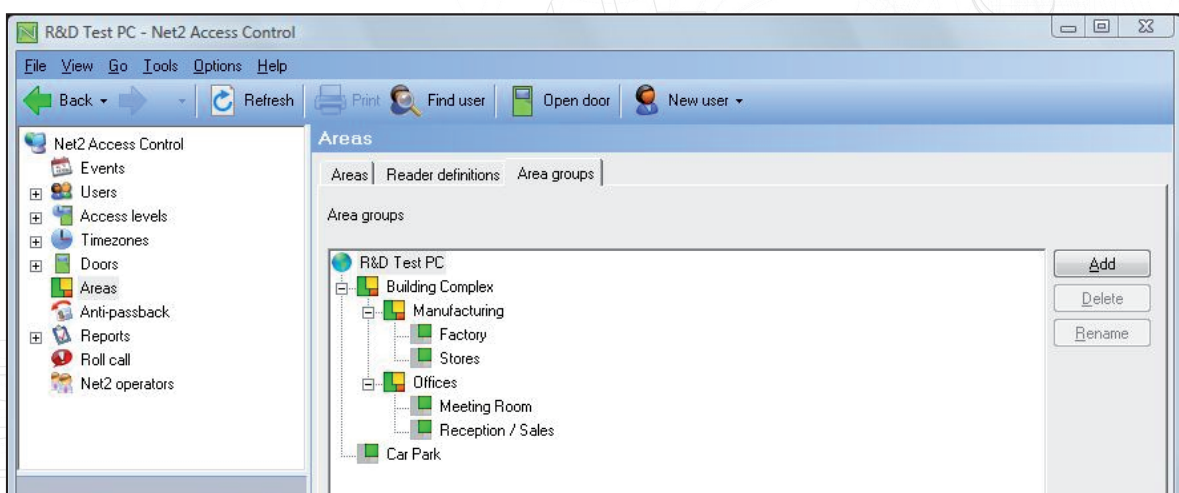 R&D Test PC - Net2 Access Control
File View Go Tools Options Help
Back Refresh Print Find user Open door New user
Net2 Access Control
Events
Users
Access levels
Timezones
Doors
Areas
Anti-passback
Reports
Roll call
Net2 operators
Areas
Areas Reader definitions Area groups
Area groups
R&D Test PC
Building Complex
Manufacturing
Factory
Stores
Offices
Meeting Room
Reception / Sales
Car Park
Add
Delete
Rename